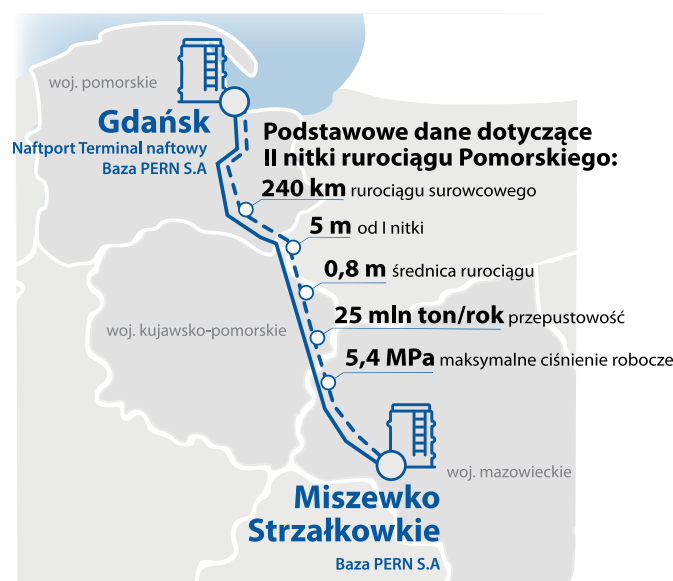 woj. pomorskie
Gdańsk
Naftport Terminal naftowy
Baza PERN S.A
Podstawowe dane dotyczące
II nitki rurociągu Pomorskiego:
240 km rurociągu surowcowego
5 m od I nitki
0,8 m średnica rurociągu
25 mln ton/rok przepustowość
woj. kujawsko-pomorskie
5,4 MPa maksymalne ciśnienie robocze
woj. mazowieckie
Miszewko
Strzałkowkie
Baza PERN S.A